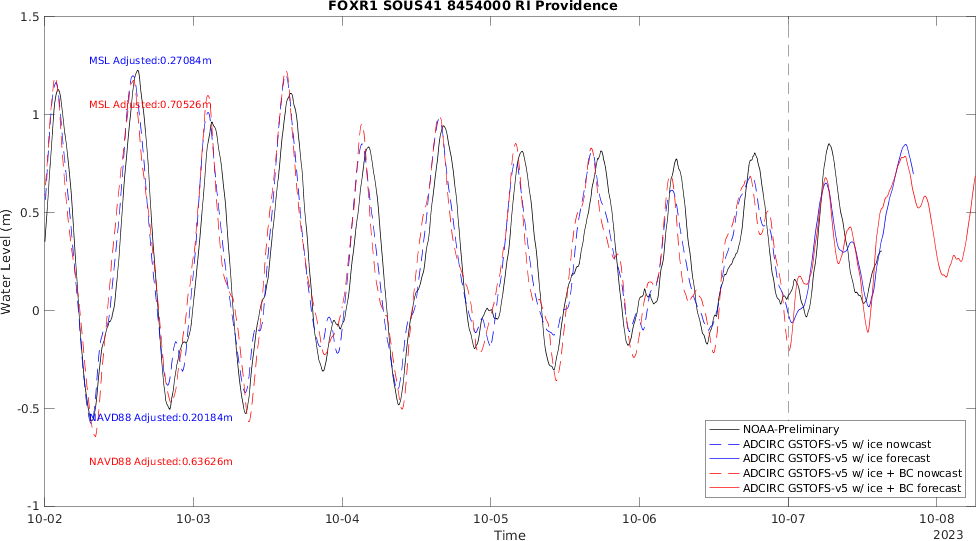 FOXR1 SOUS41 8454000 RI Providence
1.5
MSL Adjusted:0.27084m
MSL Adjusted:0.70526m
1
0.5
Water Level (m)
0
-0.5
NAVD88 Adjusted:0.20184m
NAVD88 Adjusted:0.63626m
-1
NOAA-Preliminary
ADCIRC GSTOFS-v5 w/ ice nowcast
ADCIRC GSTOFS-v5 w/ ice forecast
ADCIRC GSTOFS-v5 w/ ice + BC nowcast
ADCIRC GSTOFS-v5 w/ ice + BC forecast
10-02 10-03 10-04 10-05 10-06 10-07 10-08
Time
2023